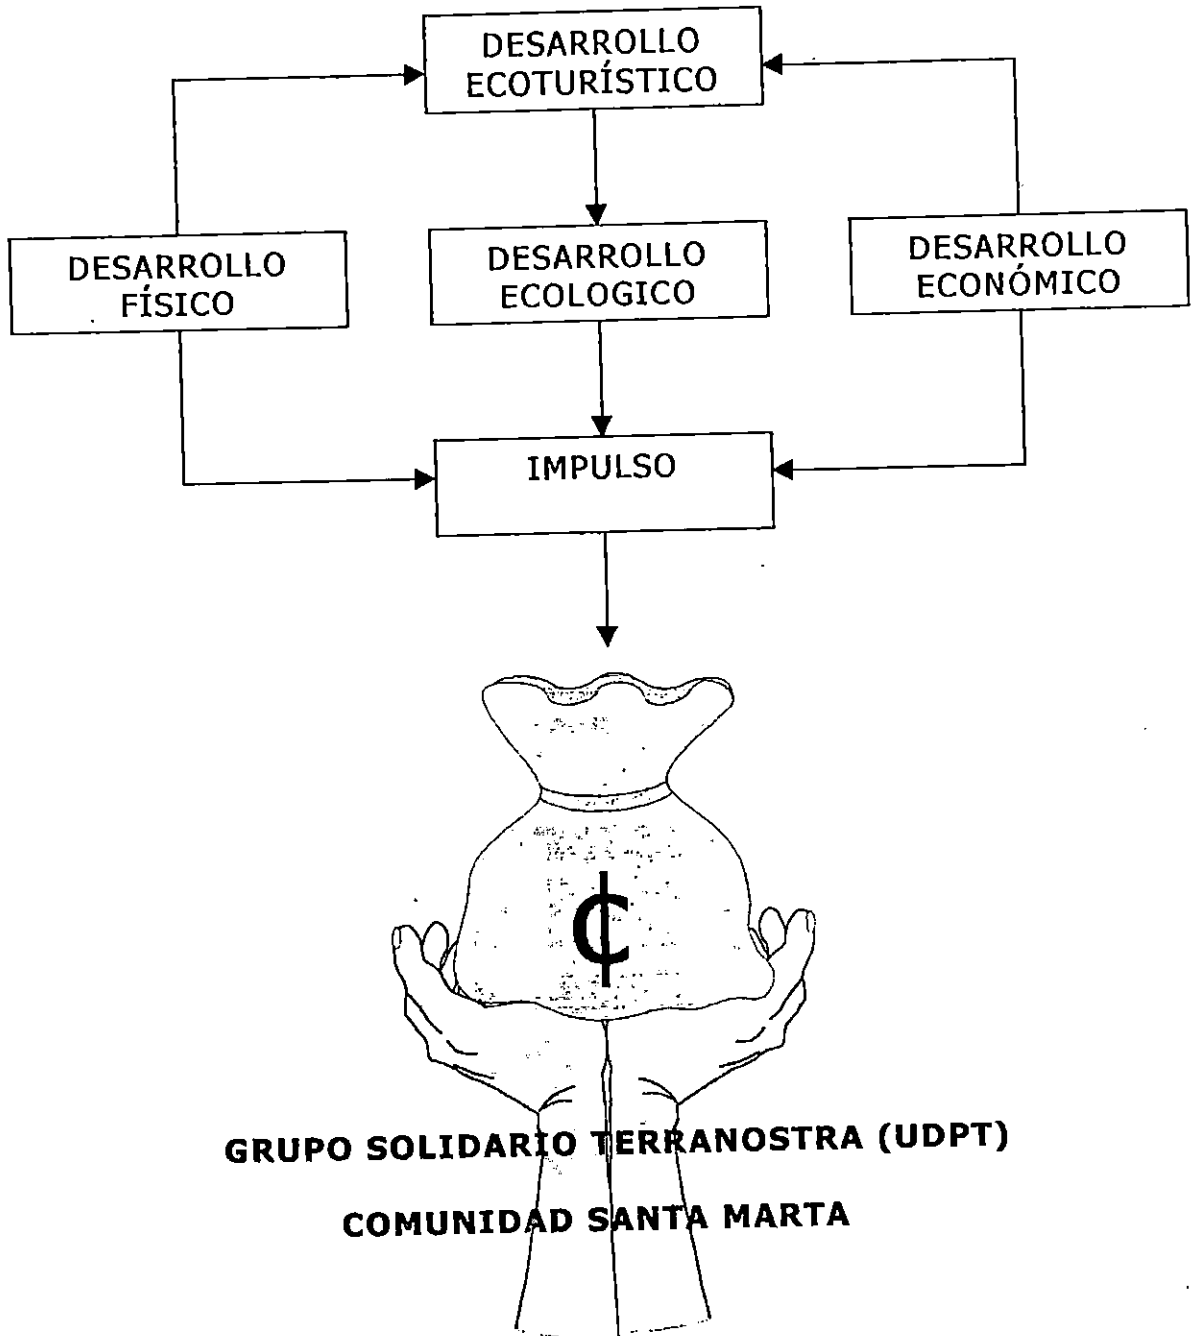 DESARROLLO
ECOTURÍSTICO
DESARROLLO
FÍSICO
DESARROLLO
ECOLOGICO
DESARROLLO
ECONÓMICO
IMPULSO
₵
GRUPO SOLIDARIO TERRANOSTRA (UDPT)
COMUNIDAD SANTA MARTA